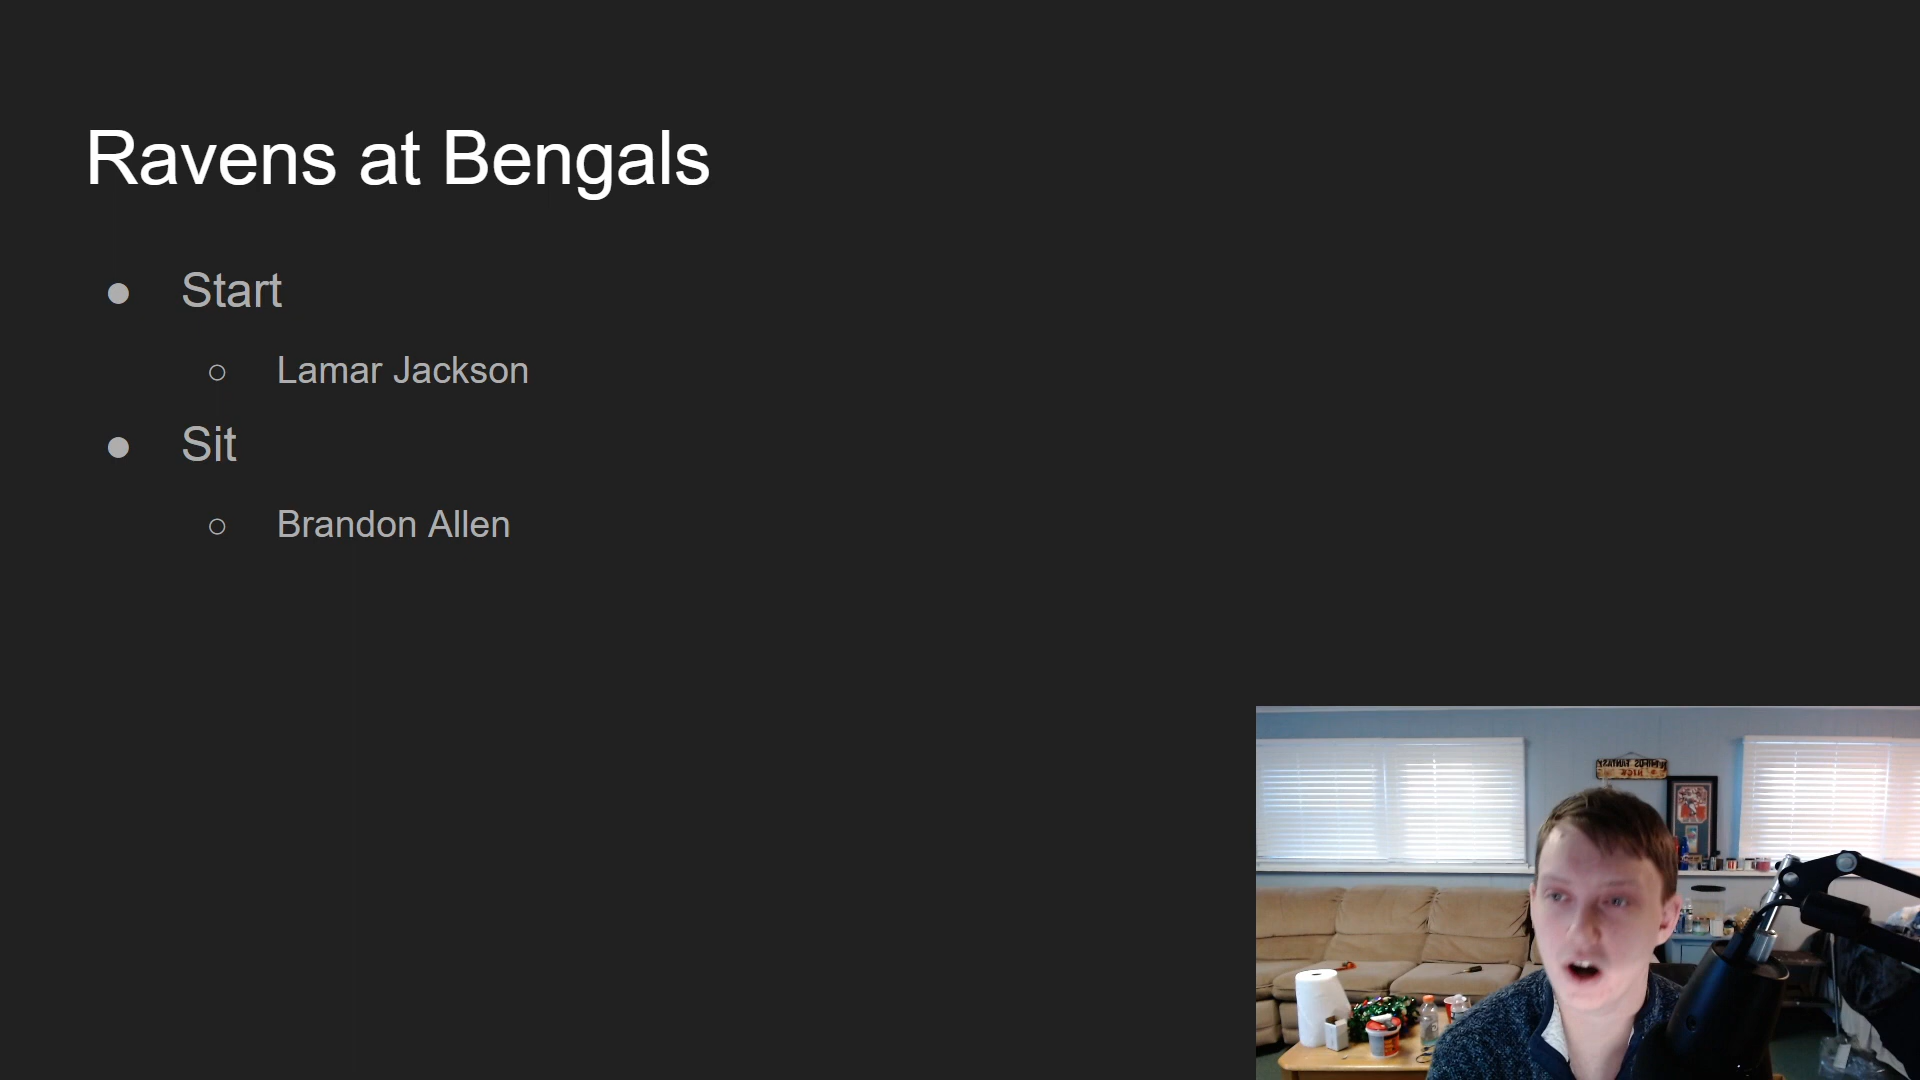 Ravens at Bengals
● Start
○ Lamar Jackson
● Sit
○ Brandon Allen